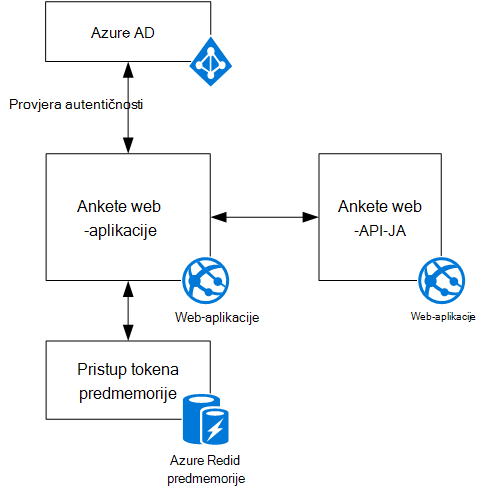 Azure AD
Provjera autentičnosti
Ankete web
-aplikacije
Web-aplikacije
Ankete web
-API-JA
Web-aplikacije
Pristup tokena
predmemorije
Azure Redid
predmemorije